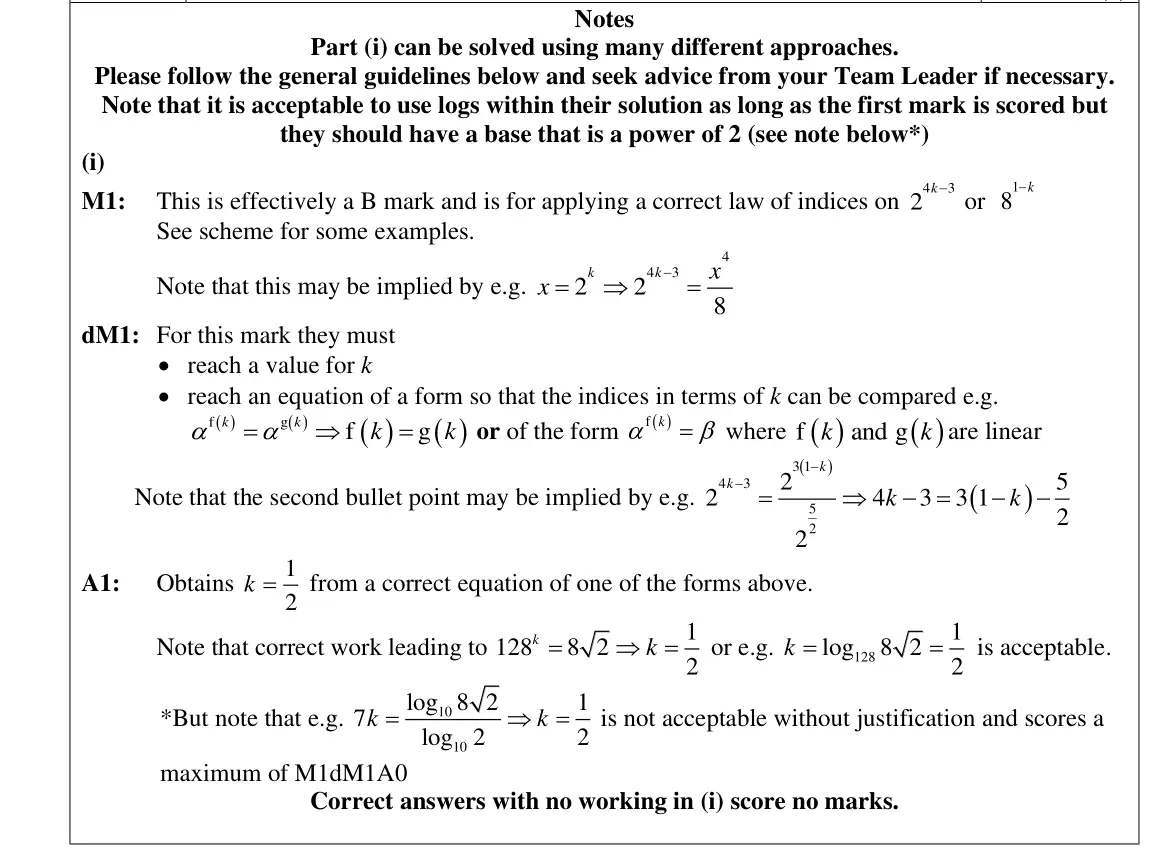 Notes
Part (i) can be solved using many different approaches.
Please follow the general guidelines below and seek advice from your Team Leader if necessary.
Note that it is acceptable to use logs within their solution as long as the first mark is scored but
they should have a base that is a power of 2 (see note below*)
(i)
M1: This is effectively a B mark and is for applying a correct law of indices on 2^{4k−3} or 8^{1−k}
See scheme for some examples.
Note that this may be implied by e.g. x = 2^k ⇒ 2^{4k−3} = x^4/8
dM1: For this mark they must
• reach a value for k
• reach an equation of a form so that the indices in terms of k can be compared e.g.
α^{f(k)} = α^{g(k)} ⇒ f(k) = g(k) or of the form α^{f(k)} = β where f(k) and g(k) are linear
Note that the second bullet point may be implied by e.g. 2^{4k−3} = 2^{3(1−k)}/2^{5/2} ⇒ 4k − 3 = 3(1 − k) − 5/2
A1: Obtains k = 1/2 from a correct equation of one of the forms above.
Note that correct work leading to 128^k = 8√2 ⇒ k = 1/2 or e.g. k = log_{128} 8√2 = 1/2 is acceptable.
*But note that e.g. 7k = log_{10} 8√2 / log_{10} 2 ⇒ k = 1/2 is not acceptable without justification and scores a
maximum of M1dM1A0
Correct answers with no working in (i) score no marks.